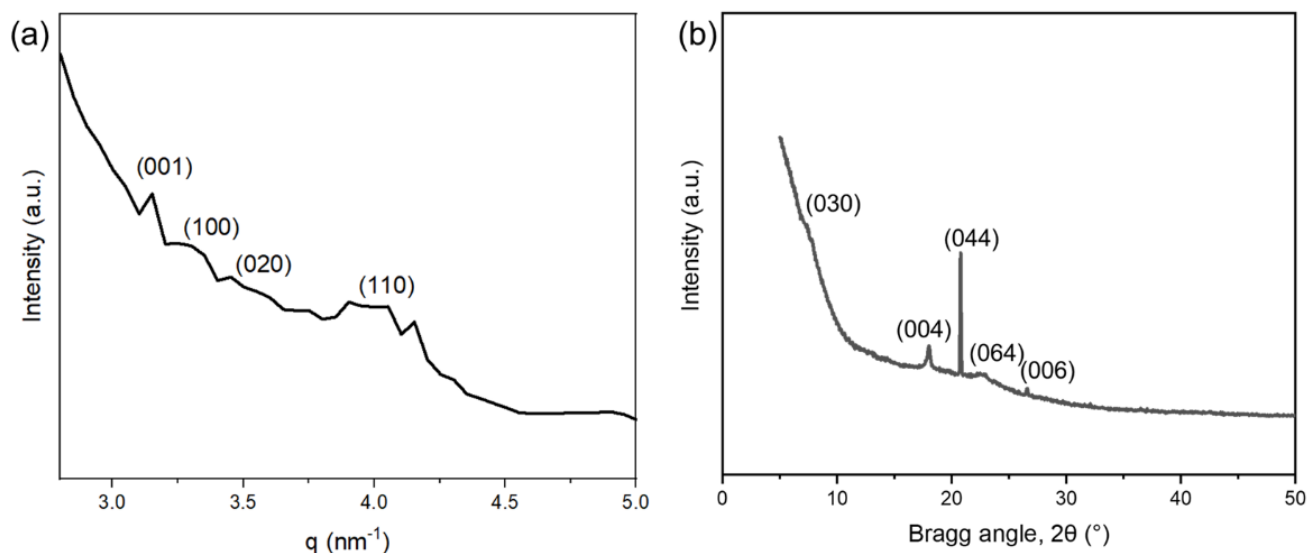 (a)
Intensity (a.u.)
(001)
(100)
(020)
(110)
3.0 3.5 4.0 4.5 5.0
q (nm⁻¹)
(b)
Intensity (a.u.)
(030)
(004)
(044)
(064)
(006)
0 10 20 30 40 50
Bragg angle, 2θ (°)